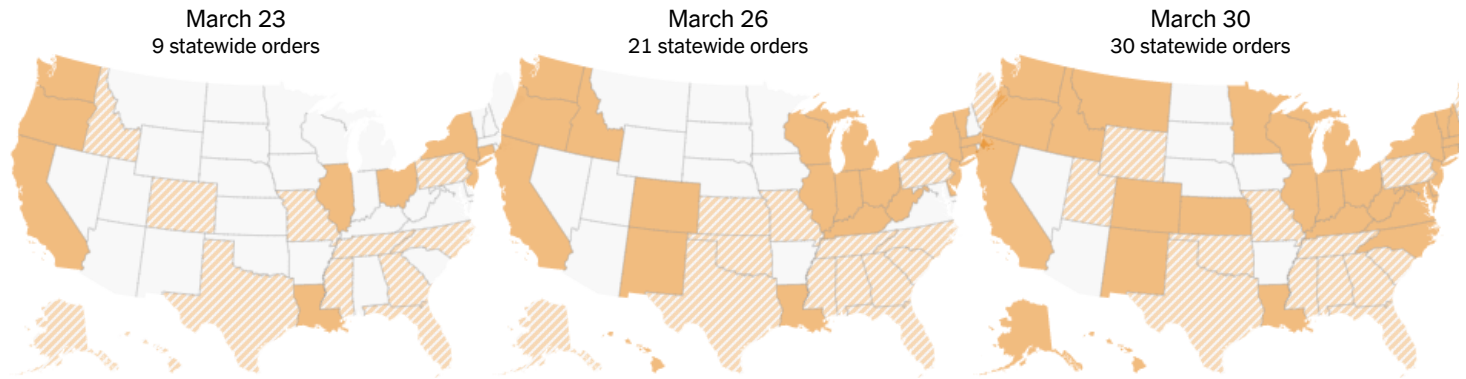 March 23
9 statewide orders
March 26
21 statewide orders
March 30
30 statewide orders